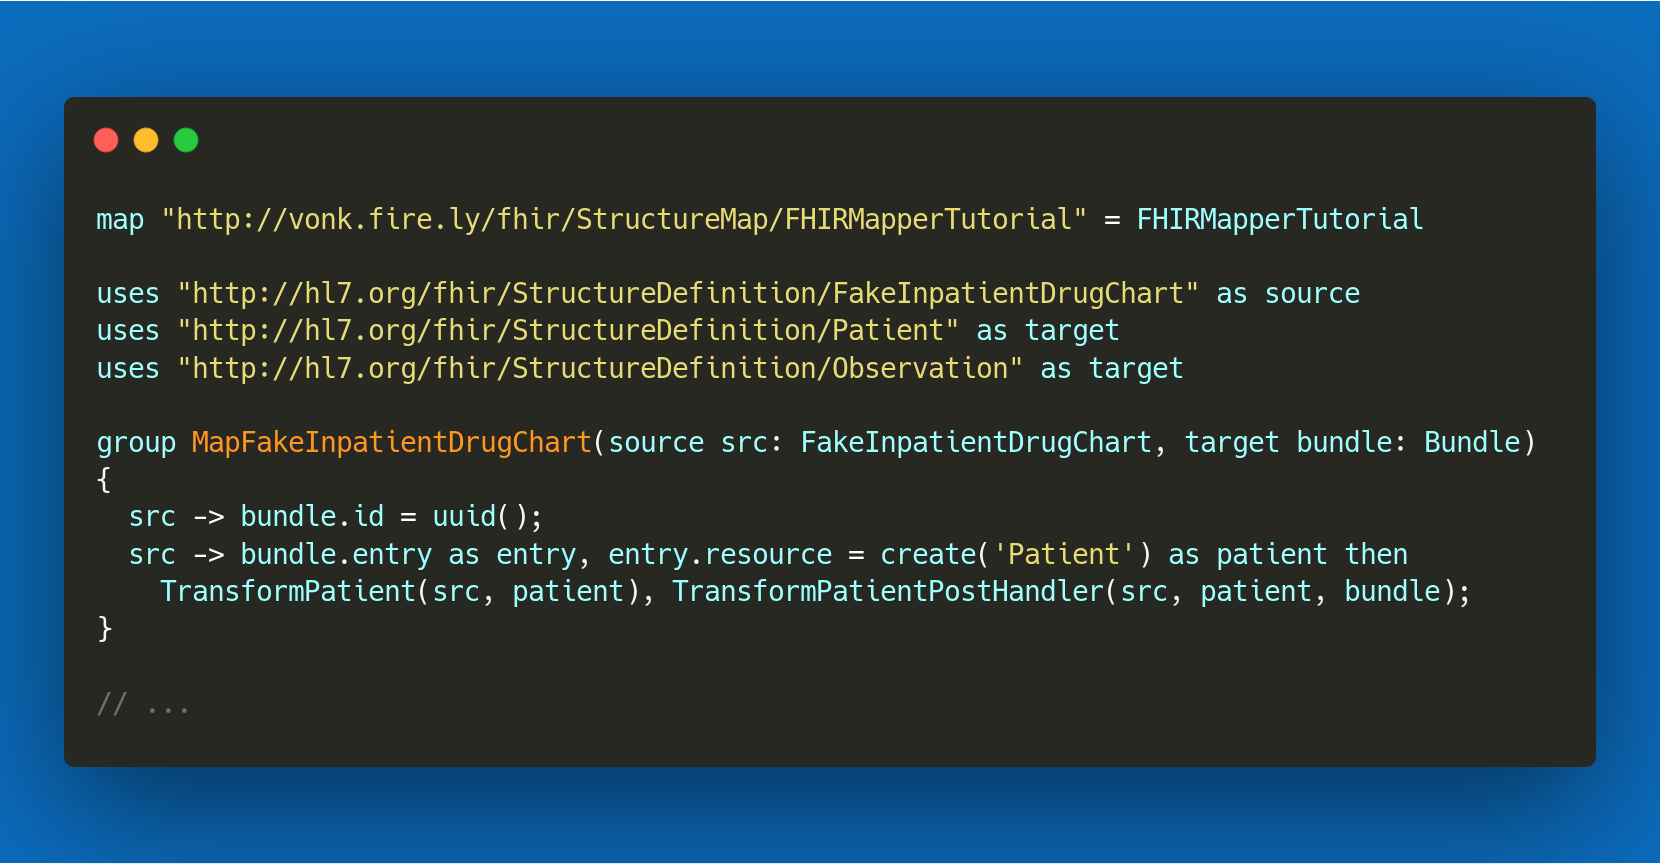 map "http://vonk.fire.ly/fhir/StructureMap/FHIRMapperTutorial" = FHIRMapperTutorial
uses "http://hl7.org/fhir/StructureDefinition/FakeInpatientDrugChart" as source
uses "http://hl7.org/fhir/StructureDefinition/Patient" as target
uses "http://hl7.org/fhir/StructureDefinition/Observation" as target
group MapFakeInpatientDrugChart(source src: FakeInpatientDrugChart, target bundle: Bundle)
{
  src -> bundle.id = uuid();
  src -> bundle.entry as entry, entry.resource = create('Patient') as patient then
    TransformPatient(src, patient), TransformPatientPostHandler(src, patient, bundle);
}
// ...